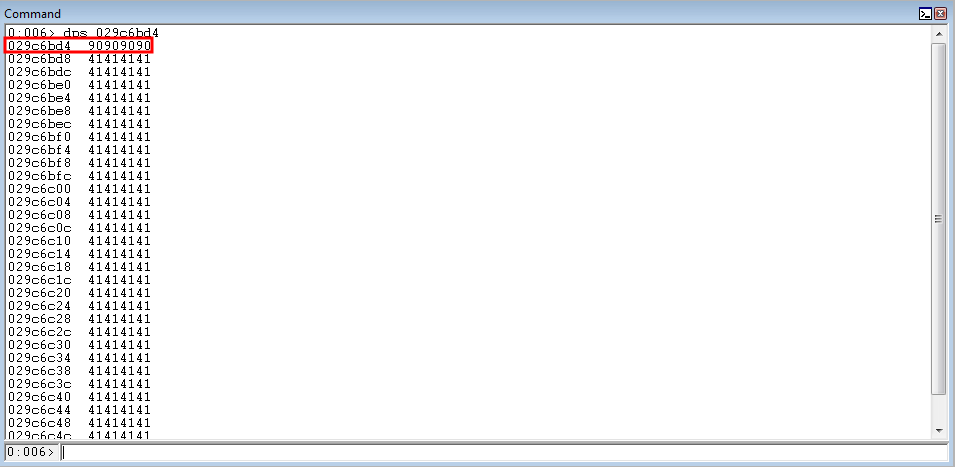 Command
0:006> dps 029c6bd4
029c6bd4  90909090
029c6bd8  41414141
029c6bdc  41414141
029c6be0  41414141
029c6be4  41414141
029c6be8  41414141
029c6bec  41414141
029c6bf0  41414141
029c6bf4  41414141
029c6bf8  41414141
029c6bfc  41414141
029c6c00  41414141
029c6c04  41414141
029c6c08  41414141
029c6c0c  41414141
029c6c10  41414141
029c6c14  41414141
029c6c18  41414141
029c6c1c  41414141
029c6c20  41414141
029c6c24  41414141
029c6c28  41414141
029c6c2c  41414141
029c6c30  41414141
029c6c34  41414141
029c6c38  41414141
029c6c3c  41414141
029c6c40  41414141
029c6c44  41414141
029c6c48  41414141
029c6c4c  41414141
0:006>